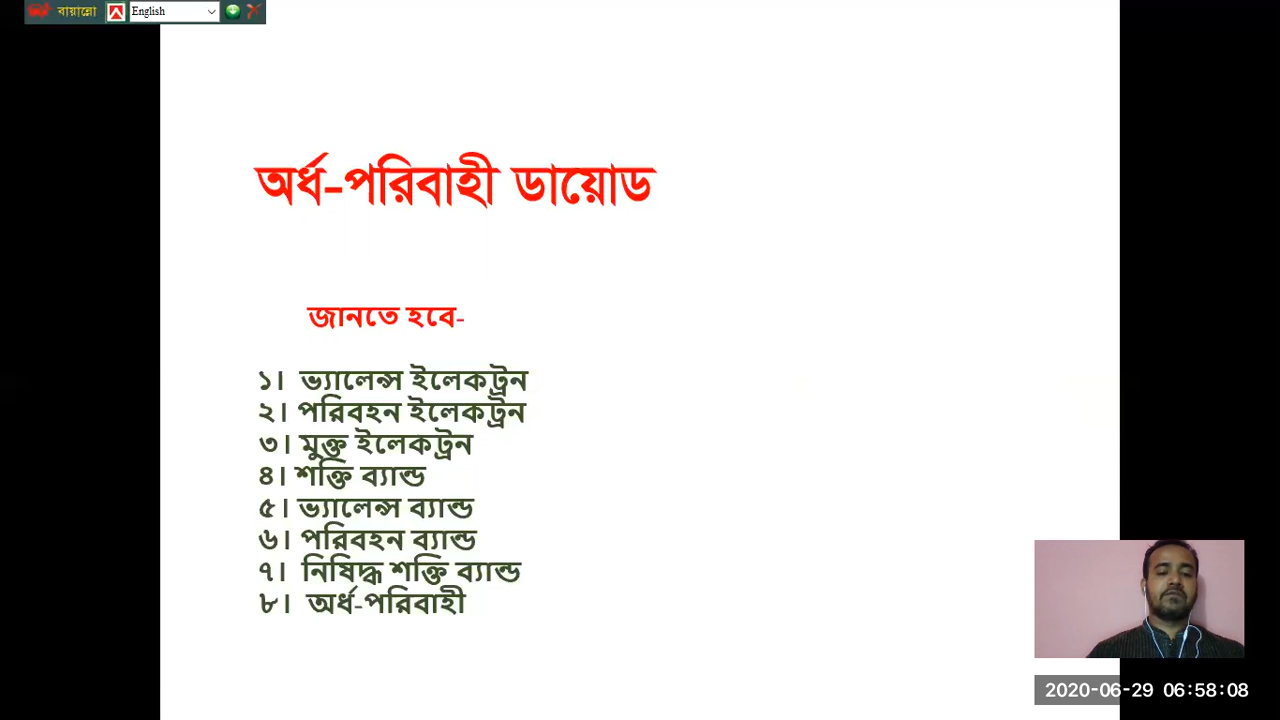 বায়ান্নো
English
অর্ধ-পরিবাহী ডায়োড
জানতে হবে-
১। ভ্যালেন্স ইলেকট্রন
২। পরিবহন ইলেকট্রন
৩। মুক্ত ইলেকট্রন
৪। শক্তি ব্যান্ড
৫। ভ্যালেন্স ব্যান্ড
৬। পরিবহন ব্যান্ড
৭। নিষিদ্ধ শক্তি ব্যান্ড
৮। অর্ধ-পরিবাহী
2020-06-29 06:58:08